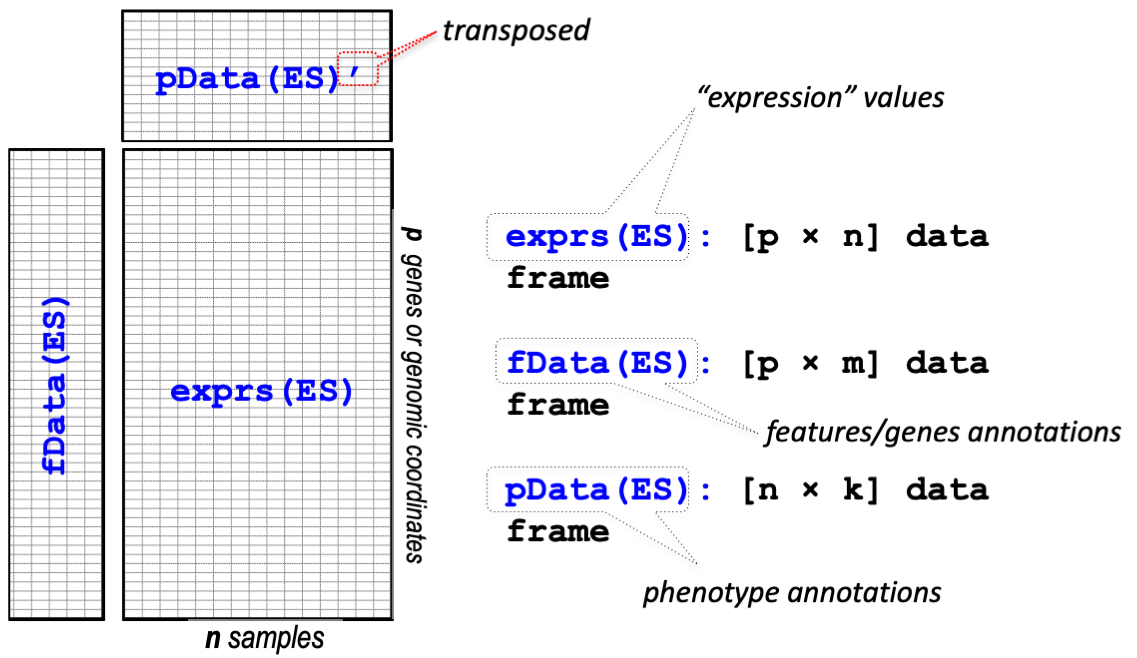 transposed
pData(ES)’
“expression” values
exprs(ES): [p × n] data
frame
fData(ES)
exprs(ES)
p genes or genomic coordinates
fData(ES): [p × m] data
frame
features/genes annotations
pData(ES): [n × k] data
frame
phenotype annotations
n samples